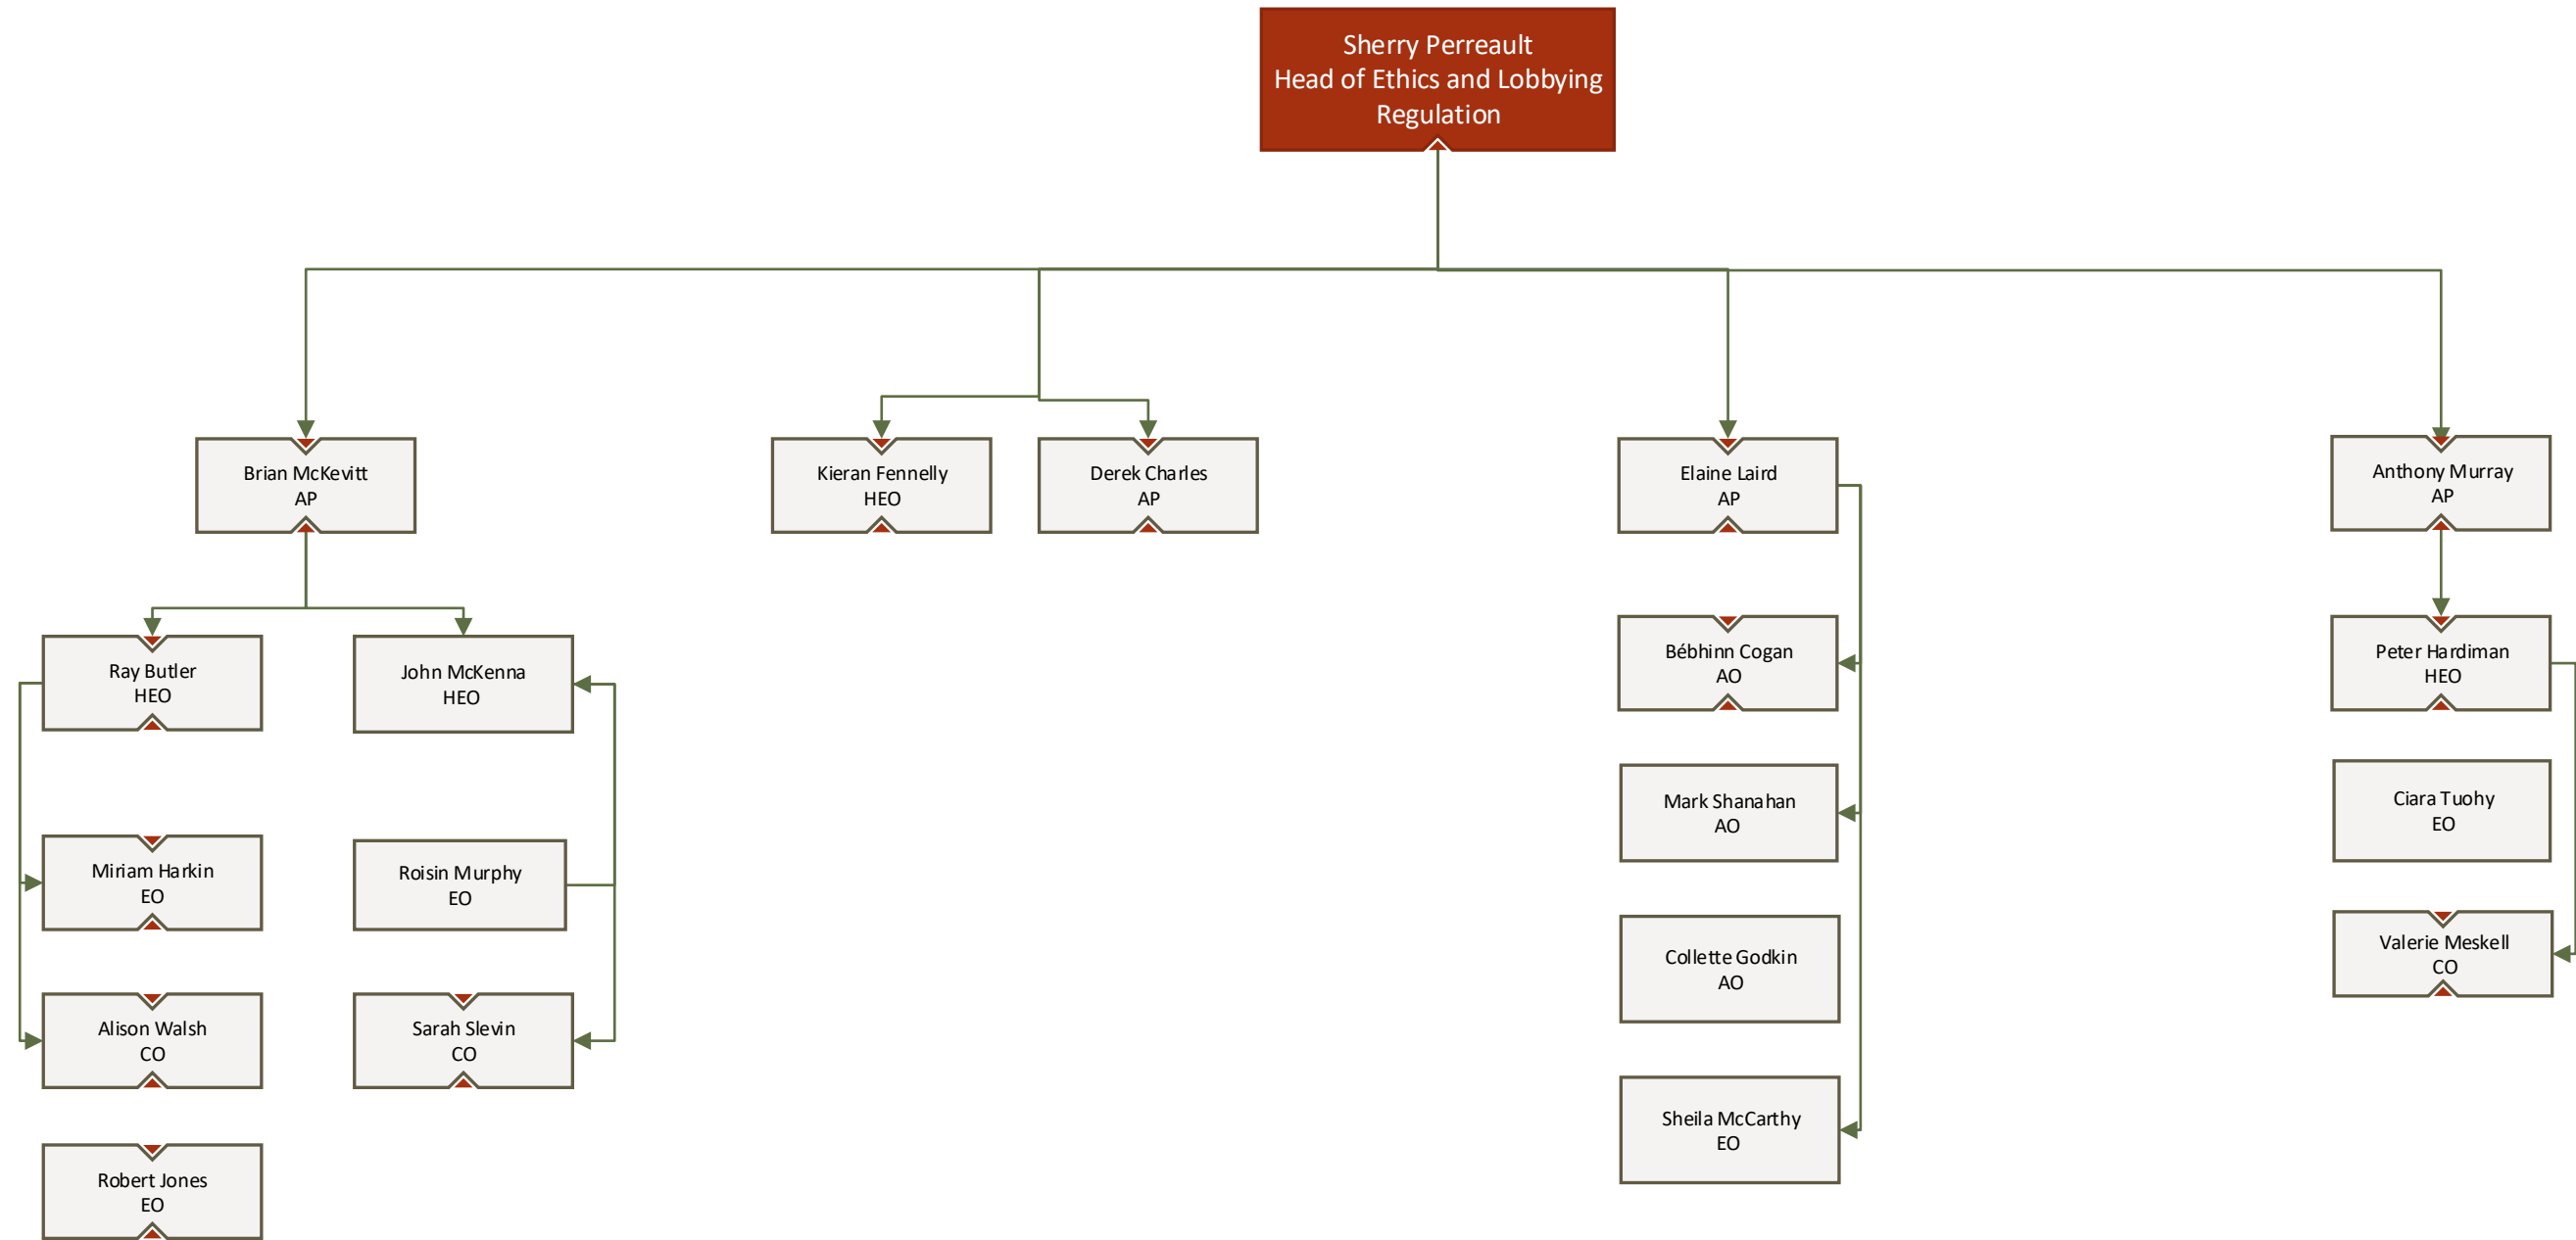 Sherry Perreault
Head of Ethics and Lobbying
Regulation
Brian McKevitt
AP
Kieran Fennelly
HEO
Derek Charles
AP
Elaine Laird
AP
Anthony Murray
AP
Ray Butler
HEO
John McKenna
HEO
Bébhinn Cogan
AO
Peter Hardiman
HEO
Mark Shanahan
AO
Ciara Tuohy
EO
Miriam Harkin
EO
Roisin Murphy
EO
Collette Godkin
AO
Valerie Meskell
CO
Alison Walsh
CO
Sarah Slevin
CO
Sheila McCarthy
EO
Robert Jones
EO